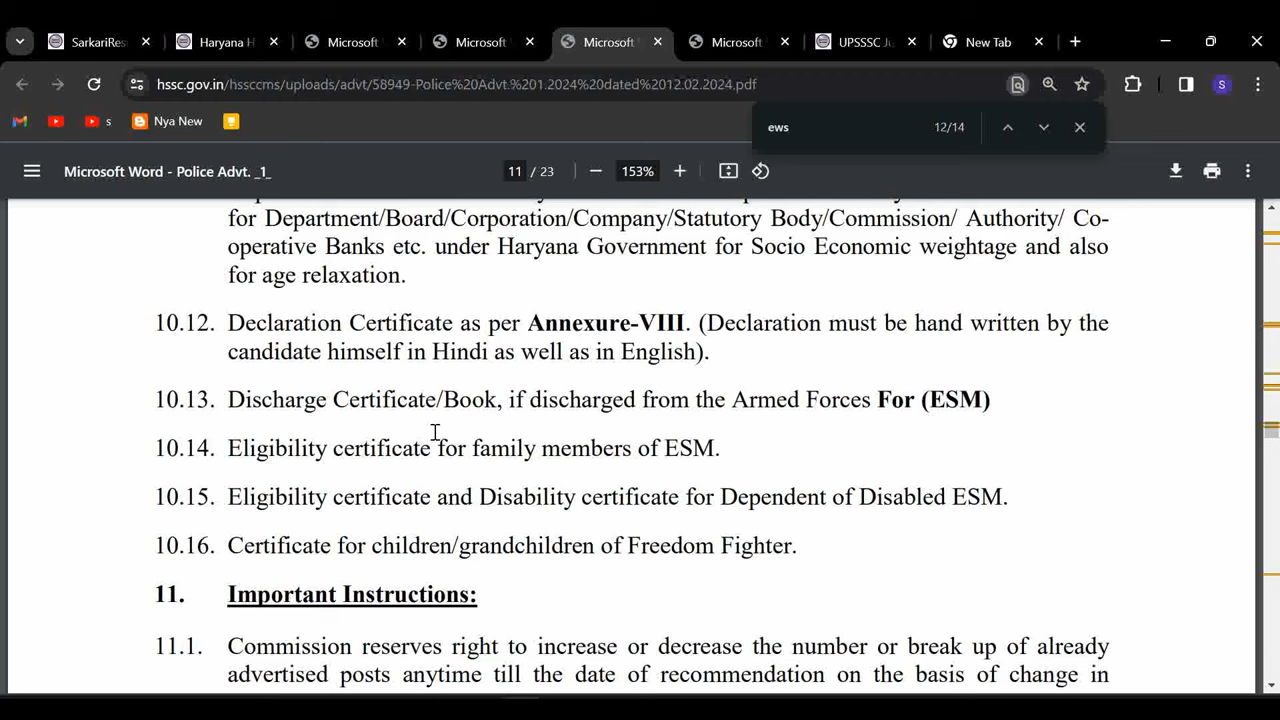 SarkariRes
Haryana H
Microsoft
Microsoft
Microsoft
Microsoft
UPSSSC J
New Tab
hssc.gov.in/hssccms/uploads/advt/58949-Police%20Advt.%201.2024%20dated%2012.02.2024.pdf
s
Nya New
ews
12/14
Microsoft Word - Police Advt. _1_
11 / 23
153%
for Department/Board/Corporation/Company/Statutory Body/Commission/ Authority/ Co-
operative Banks etc. under Haryana Government for Socio Economic weightage and also
for age relaxation.
10.12. Declaration Certificate as per Annexure-VIII. (Declaration must be hand written by the
candidate himself in Hindi as well as in English).
10.13. Discharge Certificate/Book, if discharged from the Armed Forces For (ESM)
10.14. Eligibility certificate for family members of ESM.
10.15. Eligibility certificate and Disability certificate for Dependent of Disabled ESM.
10.16. Certificate for children/grandchildren of Freedom Fighter.
11. Important Instructions:
11.1. Commission reserves right to increase or decrease the number or break up of already
advertised posts anytime till the date of recommendation on the basis of change in